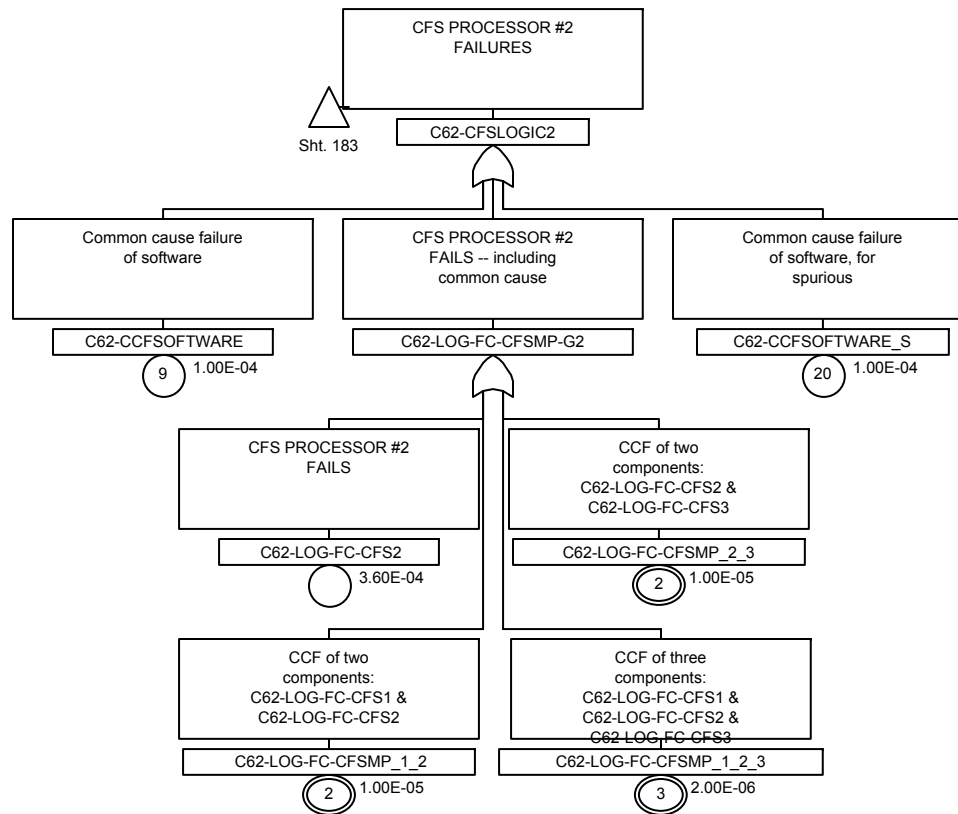 CFS PROCESSOR #2
FAILURES
Sht. 183
C62-CFSLOGIC2
Common cause failure
of software
C62-CCFSOFTWARE
9
1.00E-04
CFS PROCESSOR #2
FAILS -- including
common cause
C62-LOG-FC-CFSMP-G2
Common cause failure
of software, for
spurious
C62-CCFSOFTWARE_S
20
1.00E-04
CFS PROCESSOR #2
FAILS
C62-LOG-FC-CFS2
3.60E-04
CCF of two
components:
C62-LOG-FC-CFS2 &
C62-LOG-FC-CFS3
C62-LOG-FC-CFSMP_2_3
2
1.00E-05
CCF of two
components:
C62-LOG-FC-CFS1 &
C62-LOG-FC-CFS2
C62-LOG-FC-CFSMP_1_2
2
1.00E-05
CCF of three
components:
C62-LOG-FC-CFS1 &
C62-LOG-FC-CFS2 &
C62-LOG-FC-CFS3
C62-LOG-FC-CFSMP_1_2_3
3
2.00E-06